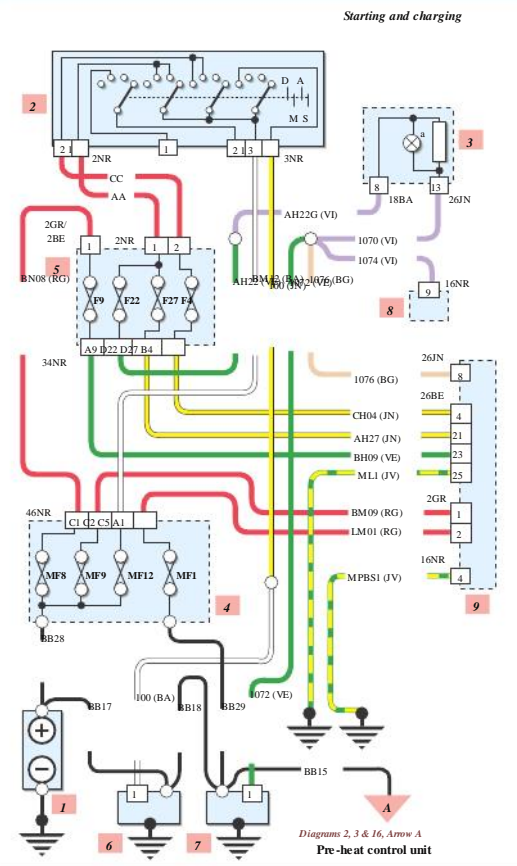 Starting and charging
D A
2
M S
a
3
2 1
2NR
1
2 1 3
3NR
CC
8
18BA
13
26JN
AA
AH22G (VI)
2GR/
2BE
2NR
1
1
2
1070 (VI)
1074 (VI)
5
BN08 (RG)
1076 (BG)
16NR
9
8
F9
F22
F27
F4
A9
D22
D27
B4
34NR
26JN
8
1076 (BG)
26BE
CH04 (JN)
4
AH27 (JN)
21
BH09 (VE)
23
ML1 (JV)
25
2GR
46NR
C1
C2
C5
A1
BM09 (RG)
1
LM01 (RG)
2
MF8
MF9
MF12
MF1
16NR
MPBS1 (JV)
4
4
9
BB28
100 (BA)
1072 (VE)
BB17
BB18
BB29
BB15
1
1
1
A
6
7
Diagrams 2, 3 & 16, Arrow A
Pre-heat control unit